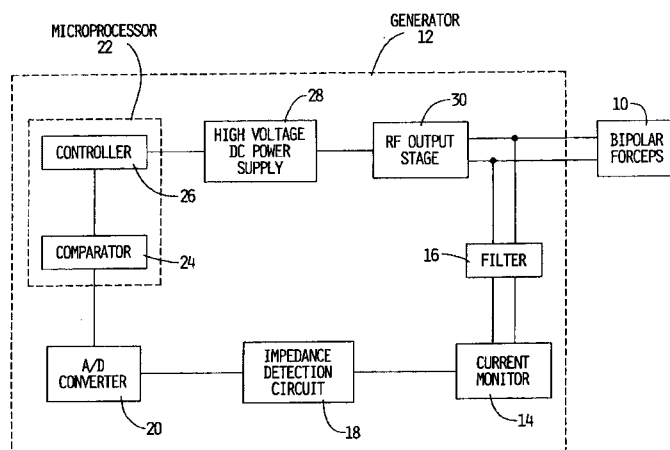 MICROPROCESSOR
22
GENERATOR
12
28
30
10
CONTROLLER
26
HIGH VOLTAGE
DC POWER
SUPPLY
RF OUTPUT
STAGE
BIPOLAR
FORCEPS
COMPARATOR
24
16
FILTER
A/D
CONVERTER
20
IMPEDANCE
DETECTION
CIRCUIT
18
CURRENT
MONITOR
14